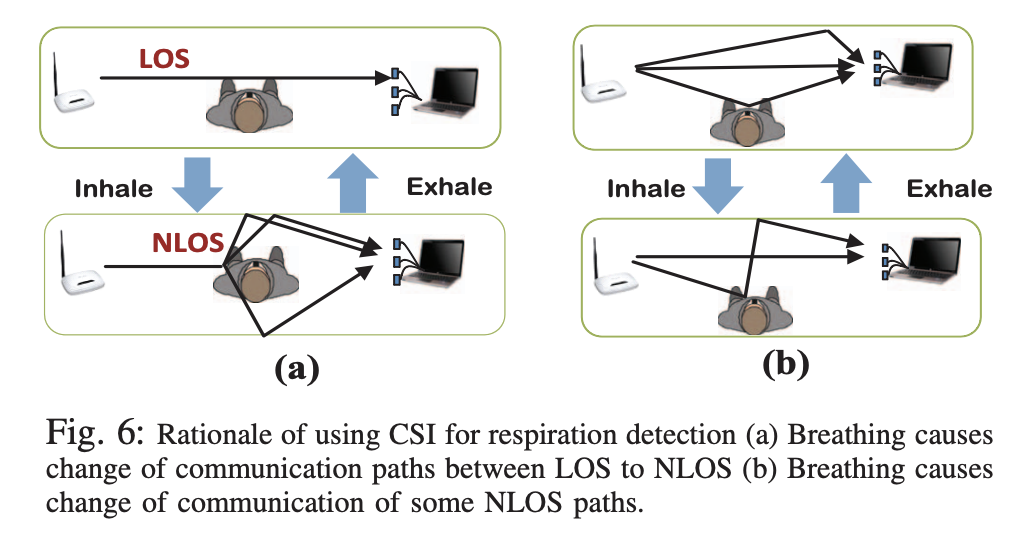 LOS
Inhale
Exhale
NLOS
(a)
Inhale
Exhale
(b)
Fig. 6: Rationale of using CSI for respiration detection (a) Breathing causes
change of communication paths between LOS to NLOS (b) Breathing causes
change of communication of some NLOS paths.